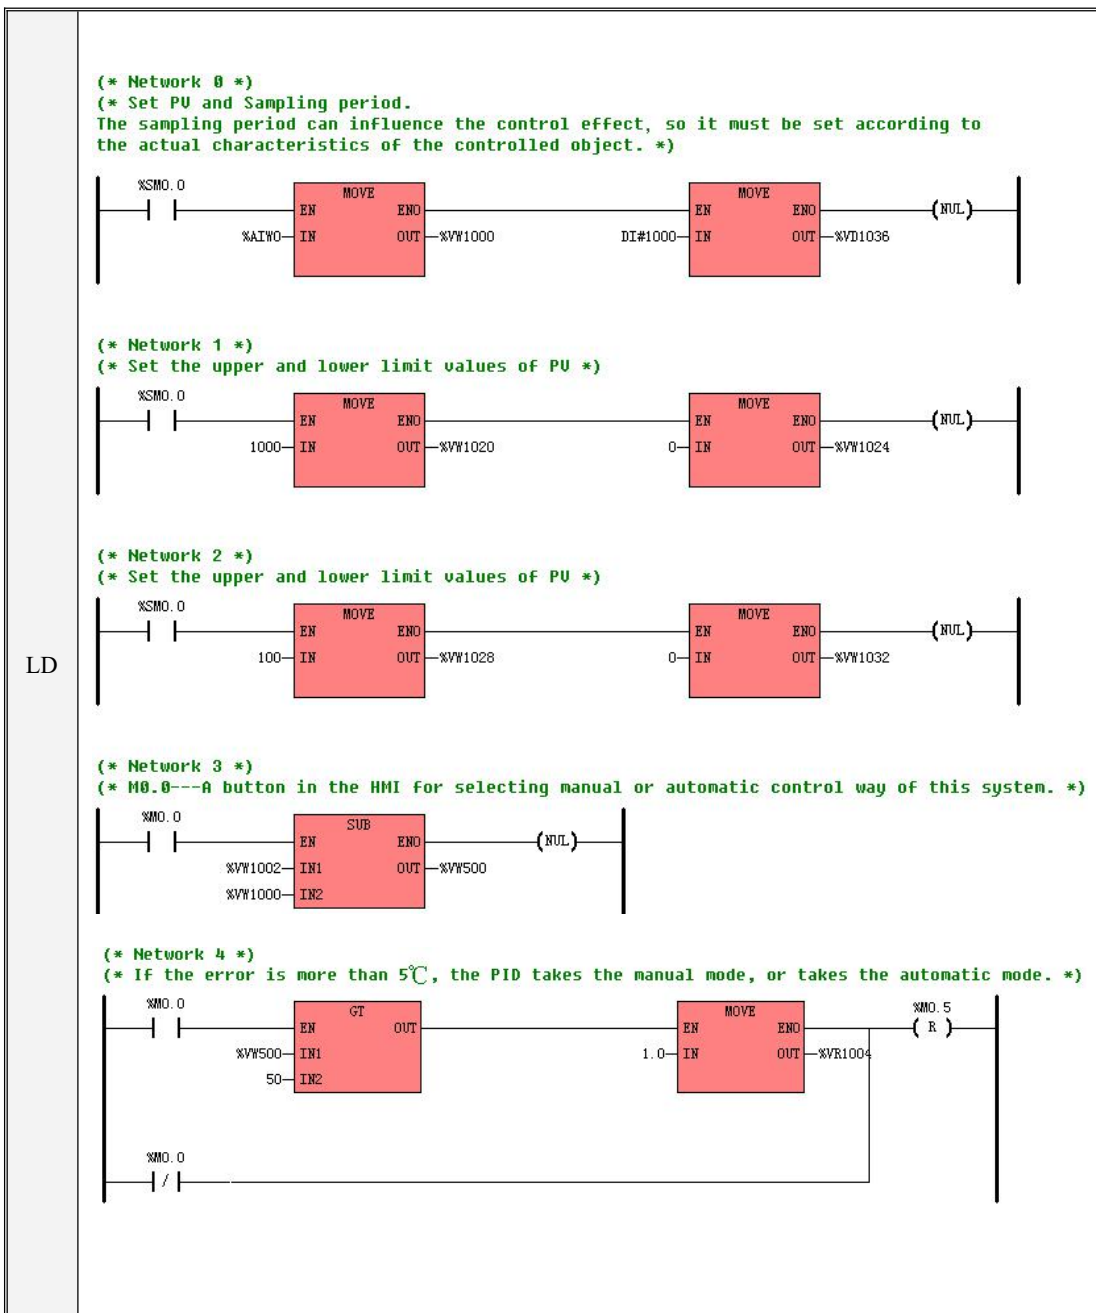 (* Network 0 *)
(* Set PV and Sampling period.
The sampling period can influence the control effect, so it must be set according to
the actual characteristics of the controlled object. *)
%SM0.0
MOVE MOVE
EN ENO EN ENO (NUL)
%AIW0 IN OUT %VW1000 DI#1000 IN OUT %VD1036
(* Network 1 *)
(* Set the upper and lower limit values of PV *)
%SM0.0
MOVE MOVE
EN ENO EN ENO (NUL)
1000 IN OUT %VW1020 0 IN OUT %VW1024
(* Network 2 *)
(* Set the upper and lower limit values of PV *)
%SM0.0
MOVE MOVE
EN ENO EN ENO (NUL)
100 IN OUT %VW1028 0 IN OUT %VW1032
LD
(* Network 3 *)
(* M0.0---A button in the HMI for selecting manual or automatic control way of this system. *)
%M0.0
SUB
EN ENO (NUL)
%VW1002 IN1 OUT %VW500
%VW1000 IN2
(* Network 4 *)
(* If the error is more than 5℃, the PID takes the manual mode, or takes the automatic mode. *)
%M0.0 %M0.5
GT MOVE
EN OUT EN ENO ( R )
%VW500 IN1 1.0 IN OUT %VR1004
50 IN2
%M0.0
/